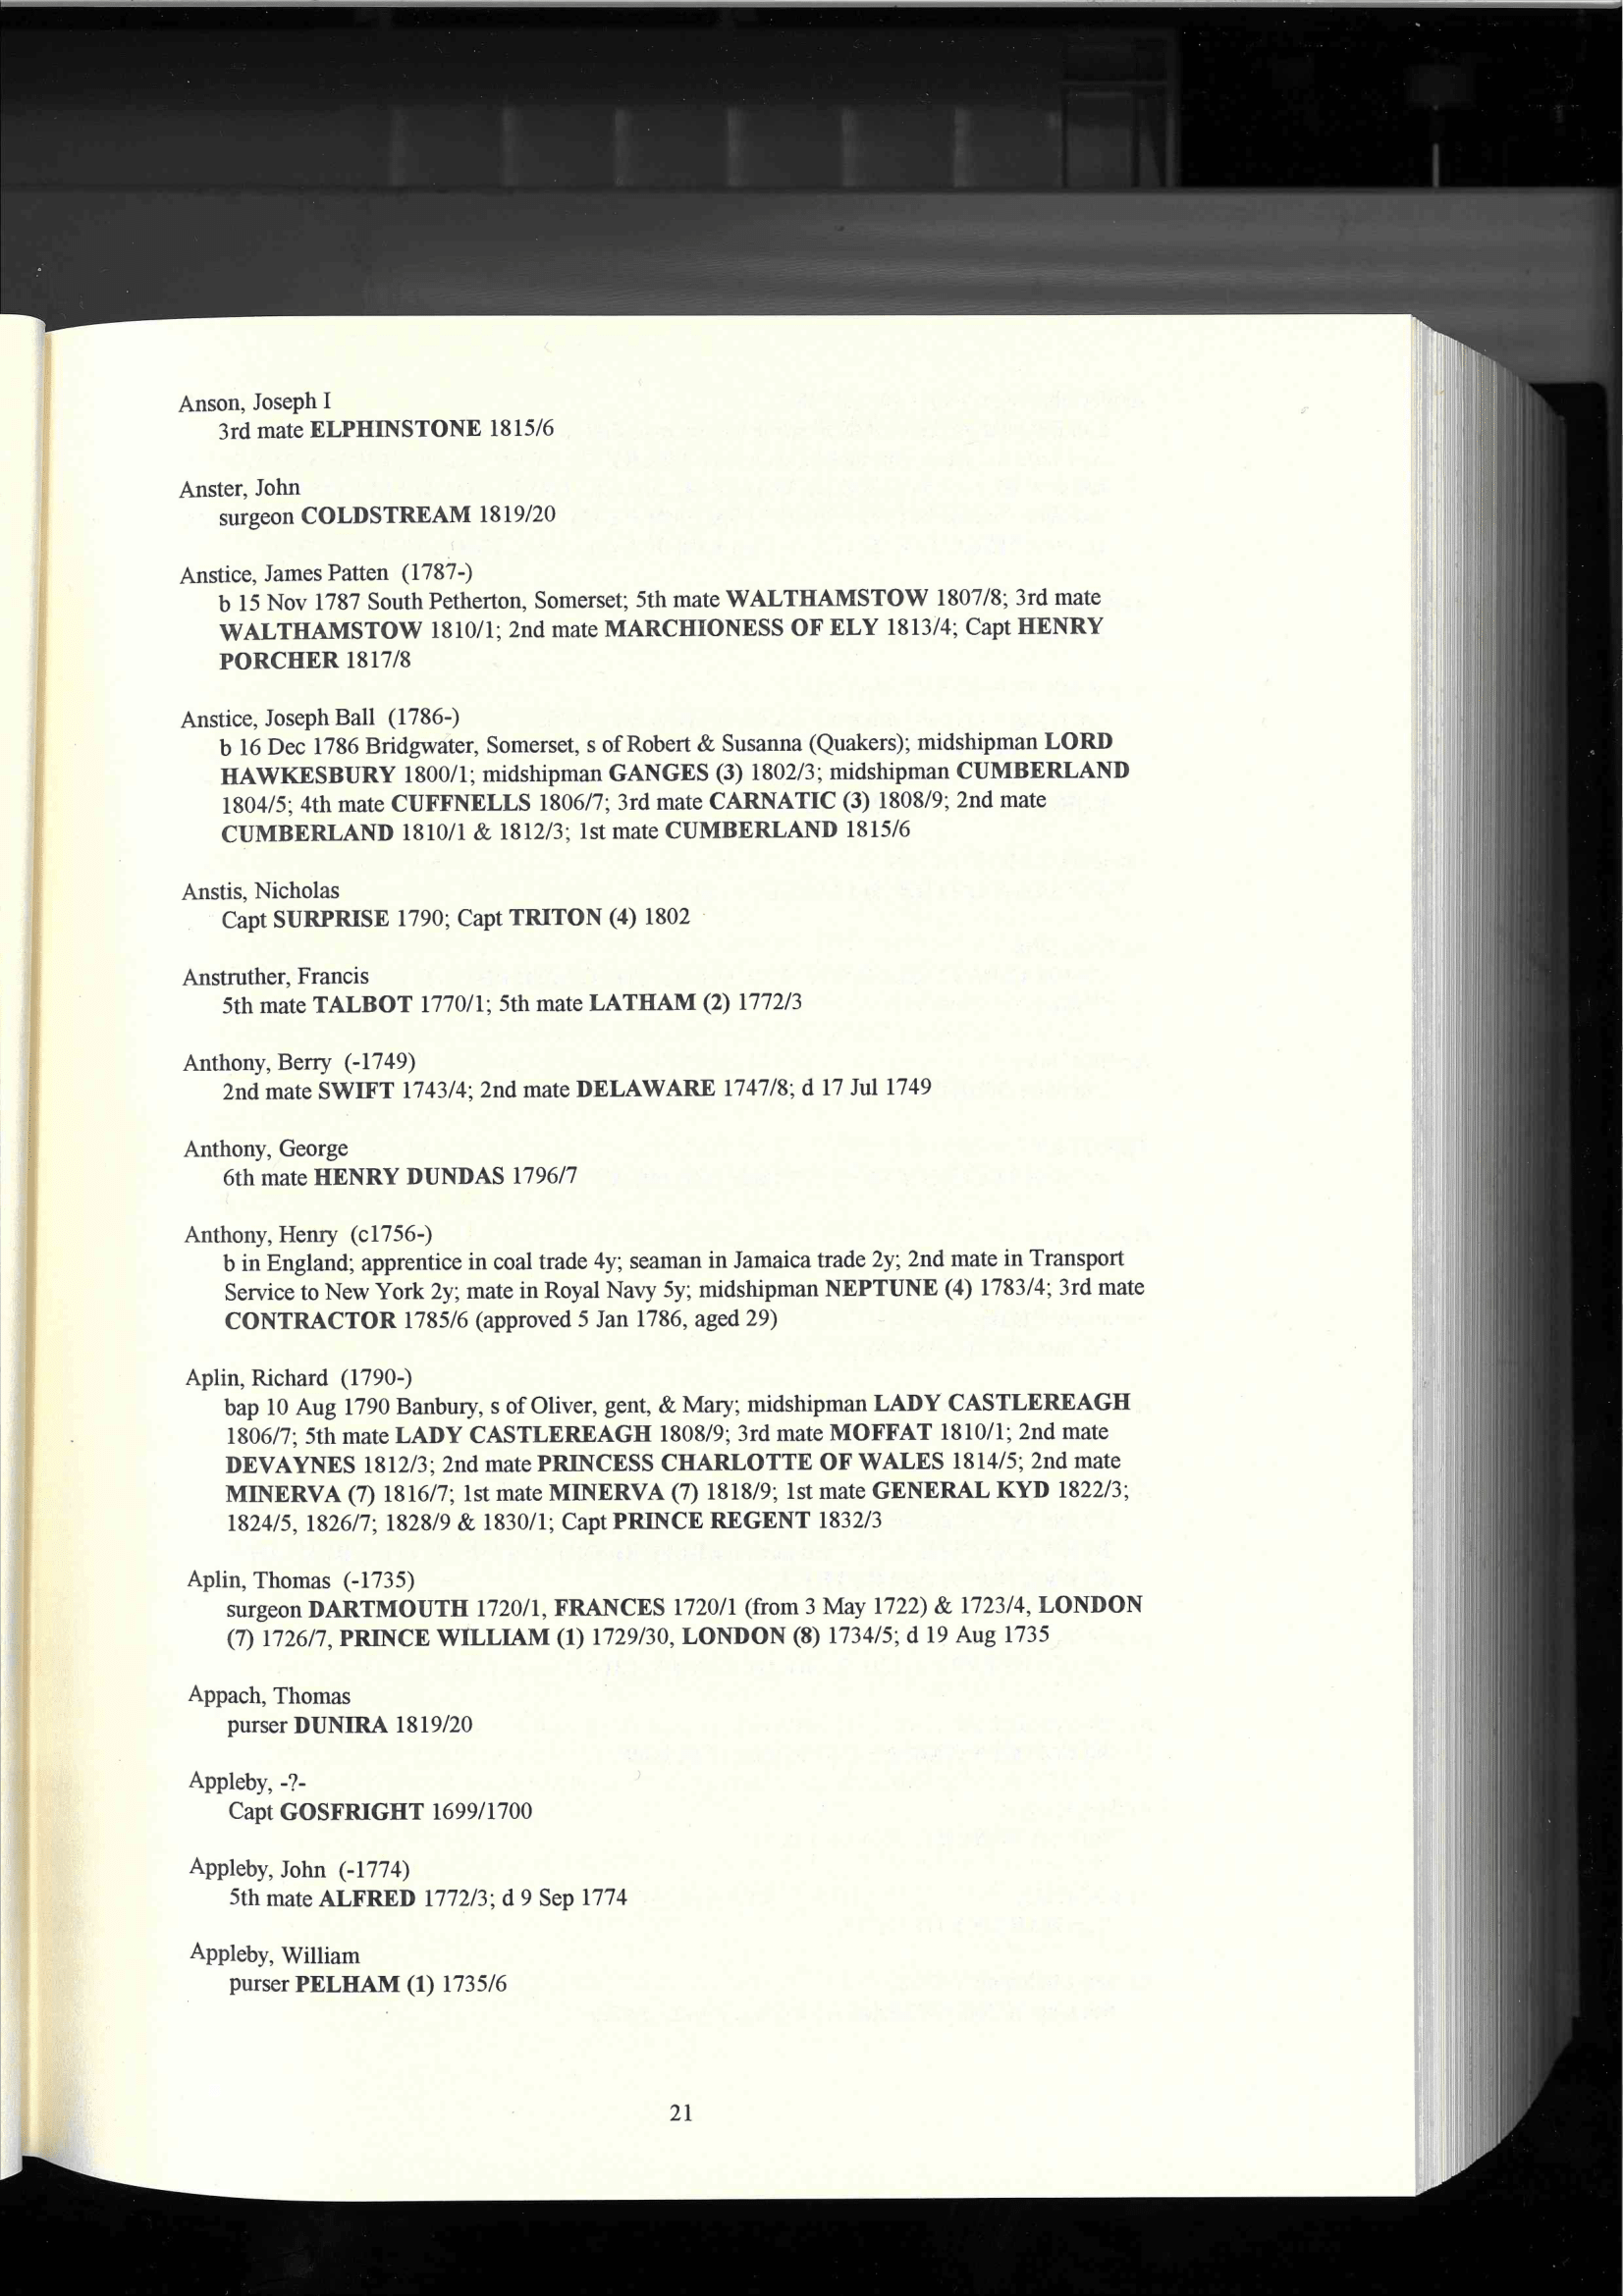 Anson, Joseph I
3rd mate ELPHINSTONE 1815/6
Anster, John
surgeon COLDSTREAM 1819/20
Anstice, James Patten (1787-)
b 15 Nov 1787 South Petherton, Somerset; 5th mate WALTHAMSTOW 1807/8; 3rd mate
WALTHAMSTOW 1810/1; 2nd mate MARCHIONESS OF ELY 1813/4; Capt HENRY
PORCHER 1817/8
Anstice, Joseph Ball (1786-)
b 16 Dec 1786 Bridgwater, Somerset, s of Robert & Susanna (Quakers); midshipman LORD
HAWKESBURY 1800/1; midshipman GANGES (3) 1802/3; midshipman CUMBERLAND
1804/5; 4th mate CUFFNELLS 1806/7; 3rd mate CARNATIC (3) 1808/9; 2nd mate
CUMBERLAND 1810/1 & 1812/3; 1st mate CUMBERLAND 1815/6
Anstis, Nicholas
Capt SURPRISE 1790; Capt TRITON (4) 1802
Anstruther, Francis
5th mate TALBOT 1770/1; 5th mate LATHAM (2) 1772/3
Anthony, Berry (-1749)
2nd mate SWIFT 1743/4; 2nd mate DELAWARE 1747/8; d 17 Jul 1749
Anthony, George
6th mate HENRY DUNDAS 1796/7
Anthony, Henry (c1756-)
b in England; apprentice in coal trade 4y; seaman in Jamaica trade 2y; 2nd mate in Transport
Service to New York 2y; mate in Royal Navy 5y; midshipman NEPTUNE (4) 1783/4; 3rd mate
CONTRACTOR 1785/6 (approved 5 Jan 1786, aged 29)
Aplin, Richard (1790-)
bap 10 Aug 1790 Banbury, s of Oliver, gent, & Mary; midshipman LADY CASTLEREAGH
1806/7; 5th mate LADY CASTLEREAGH 1808/9; 3rd mate MOFFAT 1810/1; 2nd mate
DEVAYNES 1812/3; 2nd mate PRINCESS CHARLOTTE OF WALES 1814/5; 2nd mate
MINERVA (7) 1816/7; 1st mate MINERVA (7) 1818/9; 1st mate GENERAL KYD 1822/3;
1824/5, 1826/7; 1828/9 & 1830/1; Capt PRINCE REGENT 1832/3
Aplin, Thomas (-1735)
surgeon DARTMOUTH 1720/1, FRANCES 1720/1 (from 3 May 1722) & 1723/4, LONDON
(7) 1726/7, PRINCE WILLIAM (1) 1729/30, LONDON (8) 1734/5; d 19 Aug 1735
Appach, Thomas
purser DUNIRA 1819/20
Appleby, -?-
Capt GOSFRIGHT 1699/1700
Appleby, John (-1774)
5th mate ALFRED 1772/3; d 9 Sep 1774
Appleby, William
purser PELHAM (1) 1735/6
21